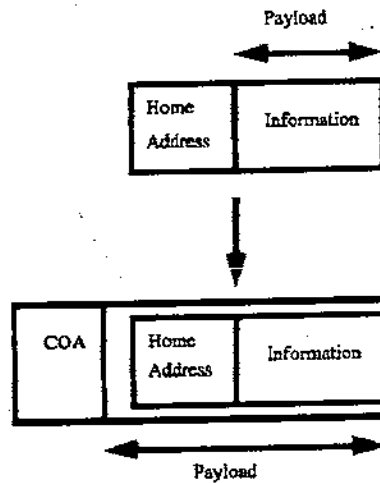 Payload
Home
Address
Information
COA
Home
Address
Information
Payload